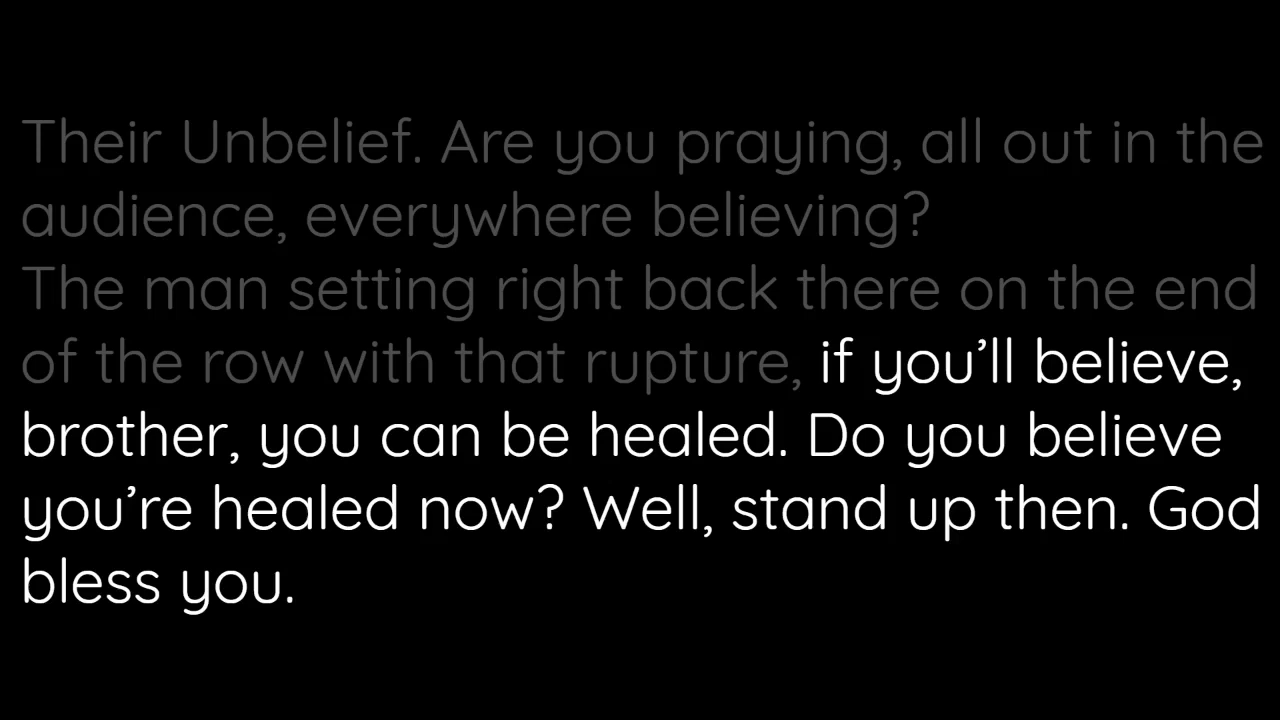 Their Unbelief. Are you praying, all out in the
audience, everywhere believing?
The man setting right back there on the end
of the row with that rupture, if you’ll believe,
brother, you can be healed. Do you believe
you’re healed now? Well, stand up then. God
bless you.